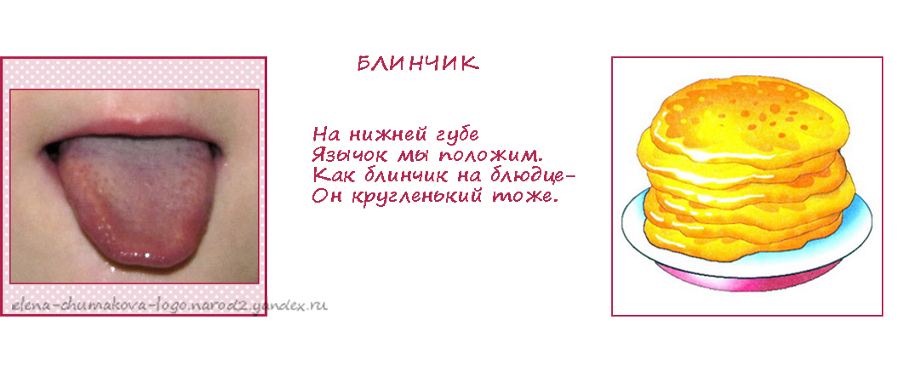 БЛИНЧИК
На нижней губе
Язычок мы положим.
Как блинчик на блюдце-
Он кругленький тоже.
elena-chumakova-logo.narod2.yandex.ru